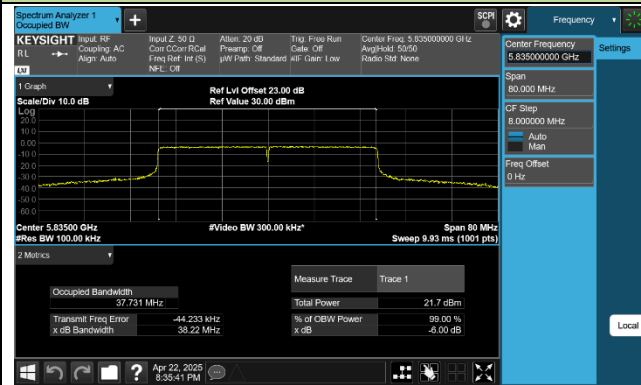 Spectrum Analyzer 1
Occupied BW
SCPI
Frequency
KEYSIGHT
RL
LXI
Input: RF
Coupling: AC
Align: Auto
Input Z: 50 Ω
Corr CCorr RCal
Freq Ref: Int (S)
NFE: Off
Atten: 20 dB
Preamp: Off
µW Path: Standard
Trig: Free Run
Gate: Off
#IF Gain: Low
Center Freq: 5.835000000 GHz
Avg|Hold: 50/50
Radio Std: None
Center Frequency
5.835000000 GHz
Settings
Span
80.000 MHz
CF Step
8.000000 MHz
Auto
Man
Freq Offset
0 Hz
Local
1 Graph
Scale/Div 10.0 dB
Ref Lvl Offset 23.00 dB
Ref Value 30.00 dBm
Log
20.0
10.0
0.00
-10.0
-20.0
-30.0
-40.0
-50.0
-60.0
Center 5.83500 GHz
#Res BW 100.00 kHz
#Video BW 300.00 kHz*
Span 80 MHz
Sweep 9.93 ms (1001 pts)
2 Metrics
Measure Trace Trace 1
Occupied Bandwidth
37.731 MHz
Total Power 21.7 dBm
Transmit Freq Error -44.233 kHz
% of OBW Power 99.00 %
x dB Bandwidth 38.22 MHz
x dB -6.00 dB
?
Apr 22, 2025
8:35:41 PM